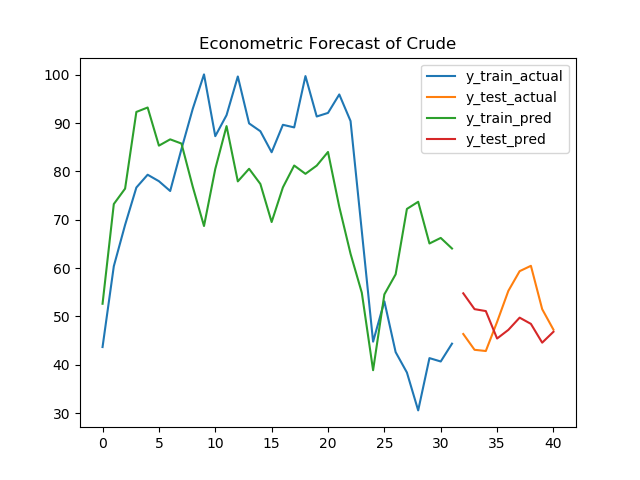 Econometric Forecast of Crude
y_train_actual
y_test_actual
y_train_pred
y_test_pred
100
90
80
70
60
50
40
30
0 5 10 15 20 25 30 35 40